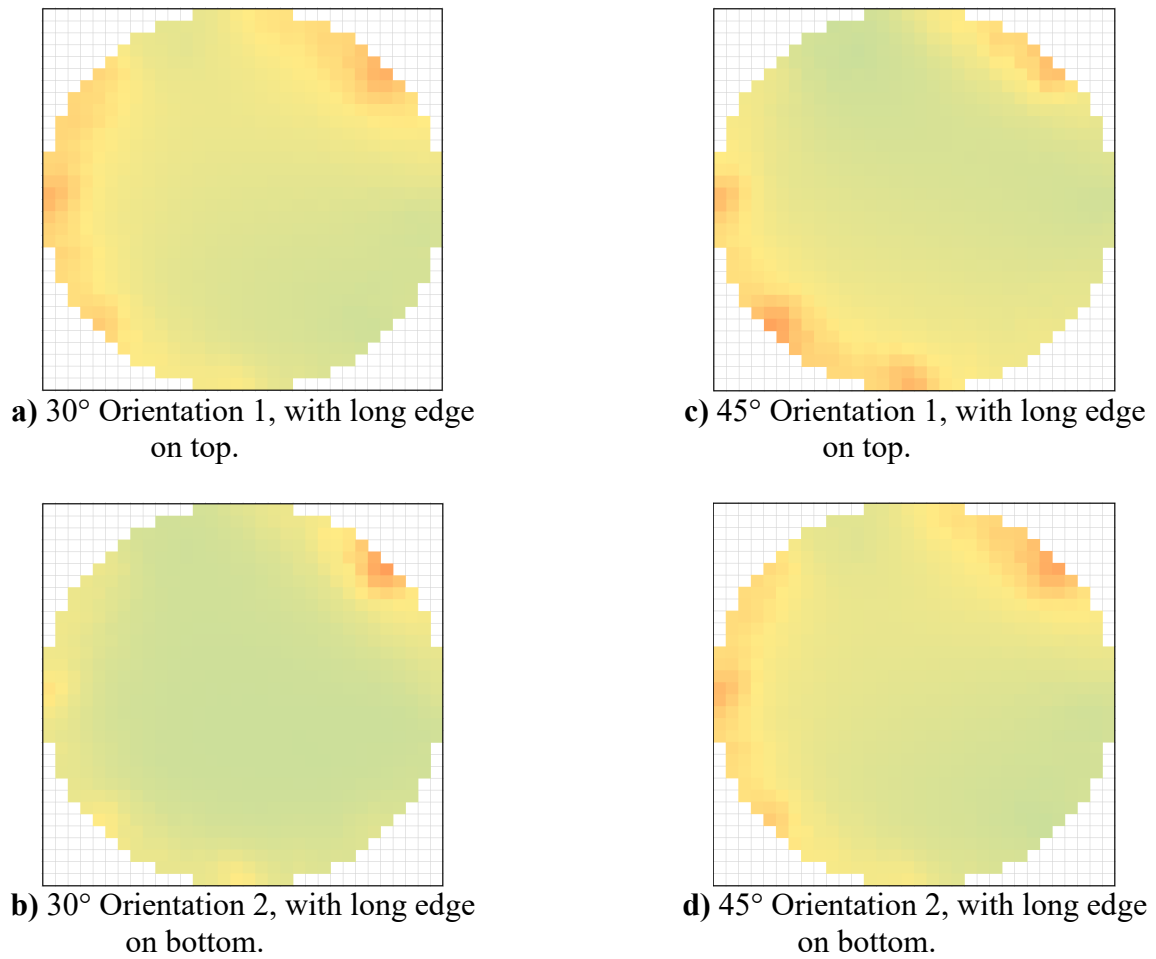 a) 30° Orientation 1, with long edge
on top.
c) 45° Orientation 1, with long edge
on top.
b) 30° Orientation 2, with long edge
on bottom.
d) 45° Orientation 2, with long edge
on bottom.